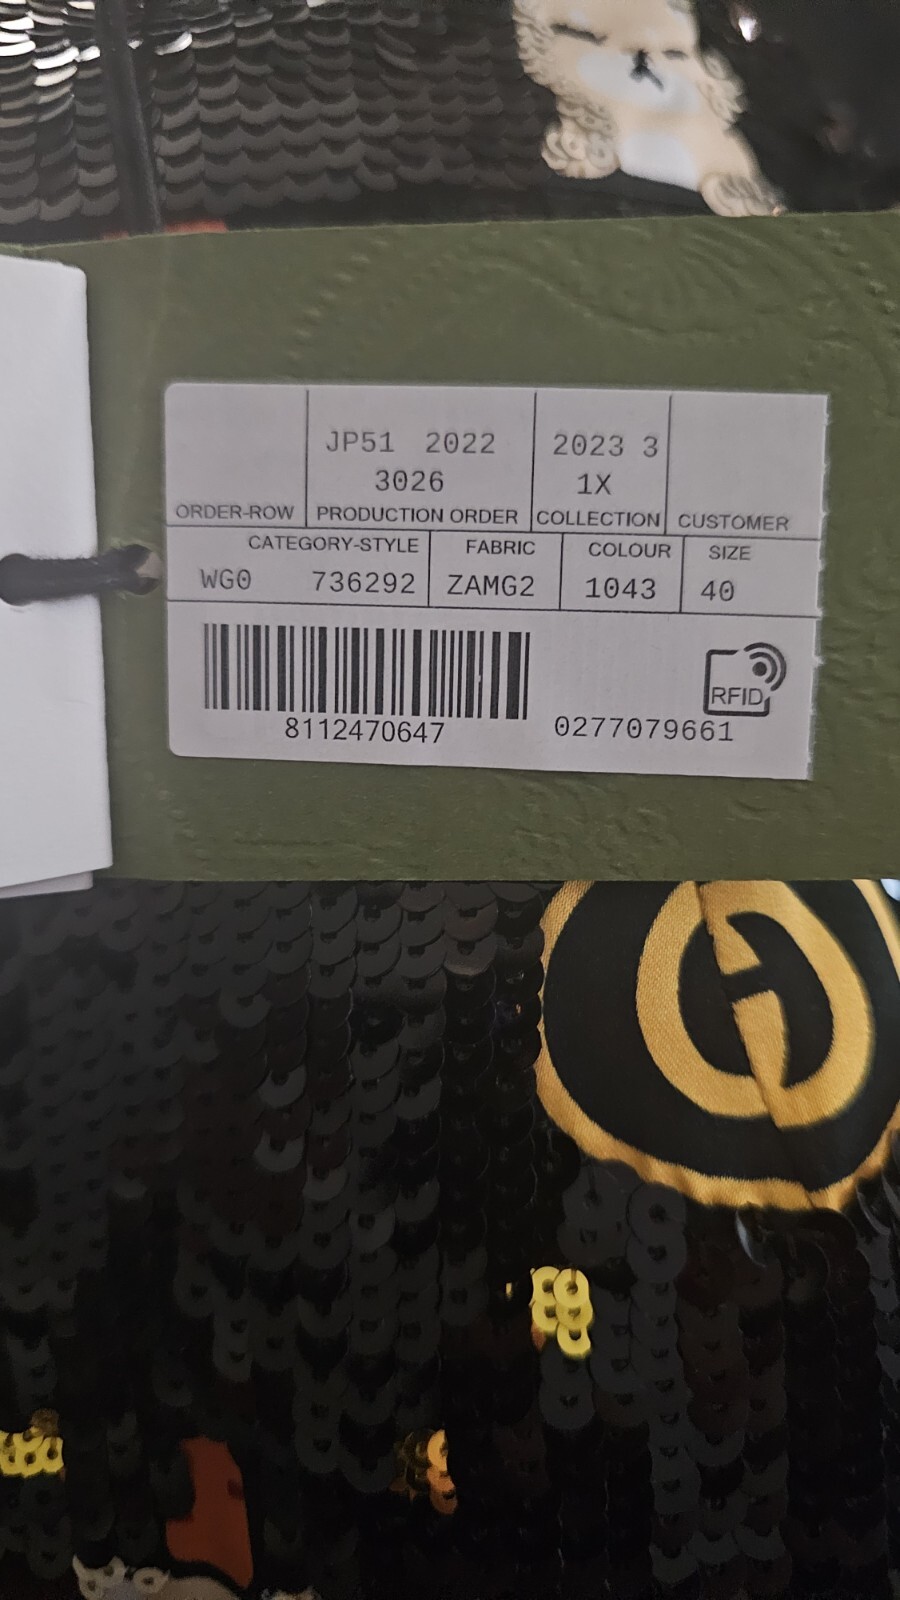 JP51 2022
3026
2023 3
1X
ORDER-ROW
PRODUCTION ORDER
COLLECTION
CUSTOMER
CATEGORY-STYLE
FABRIC
COLOUR
SIZE
WG0 736292
ZAMG2
1043
40
RFID
8112470647
0277079661